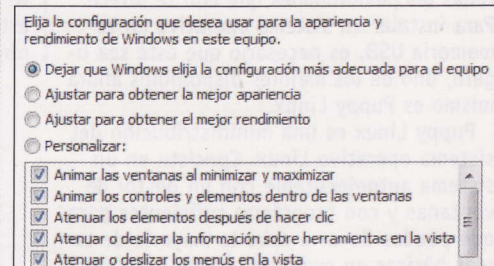 Elija la configuración que desea usar para la apariencia y
rendimiento de Windows en este equipo.
Dejar que Windows elija la configuración más adecuada para el equipo
Ajustar para obtener la mejor apariencia
Ajustar para obtener el mejor rendimiento
Personalizar:
Animar las ventanas al minimizar y maximizar
Animar los controles y elementos dentro de las ventanas
Atenuar los elementos después de hacer clic
Atenuar o deslizar la información sobre herramientas en la vista
Atenuar o deslizar los menús en la vista